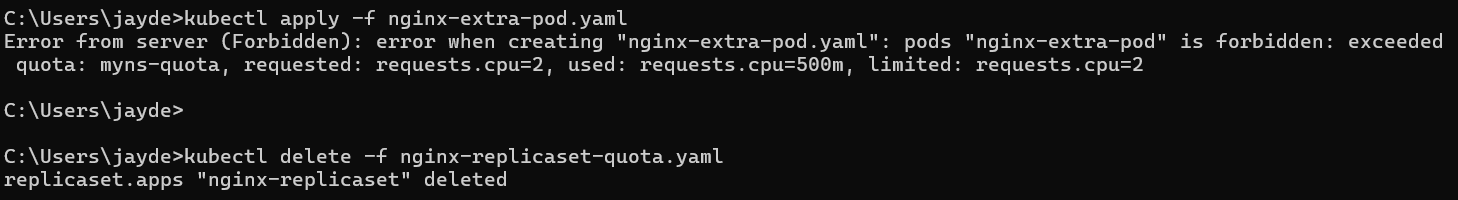 C:\Users\jayde>kubectl apply -f nginx-extra-pod.yaml
Error from server (Forbidden): error when creating "nginx-extra-pod.yaml": pods "nginx-extra-pod" is forbidden: exceeded
 quota: myns-quota, requested: requests.cpu=2, used: requests.cpu=500m, limited: requests.cpu=2
C:\Users\jayde>
C:\Users\jayde>kubectl delete -f nginx-replicaset-quota.yaml
replicaset.apps "nginx-replicaset" deleted